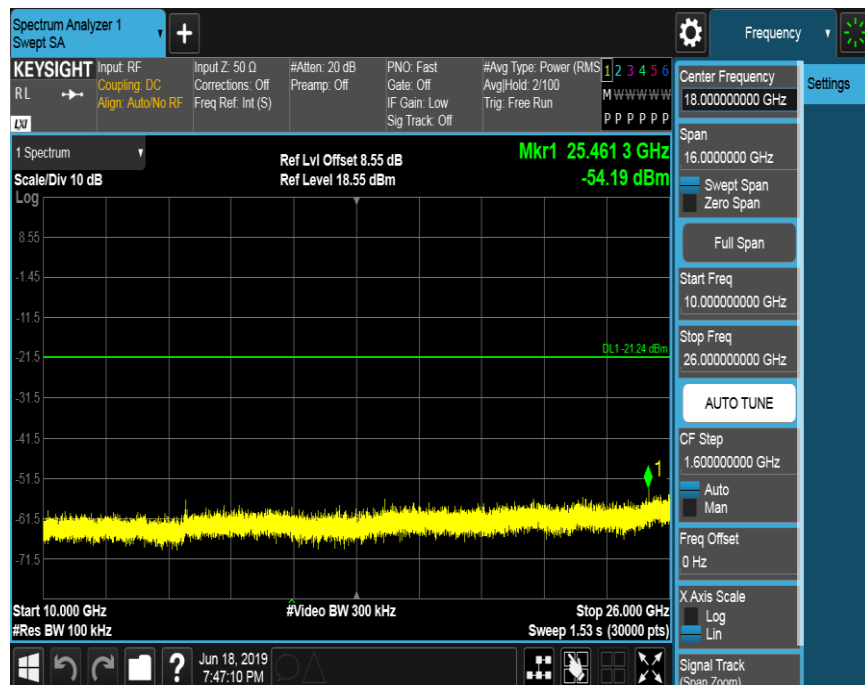 Spectrum Analyzer 1
Swept SA
+
Frequency
KEYSIGHT
RL
LXI
Input: RF
Coupling: DC
Align: Auto/No RF
Input Z: 50 Ω
Corrections: Off
Freq Ref: Int (S)
#Atten: 20 dB
Preamp: Off
PNO: Fast
Gate: Off
IF Gain: Low
Sig Track: Off
#Avg Type: Power (RMS
Avg|Hold: 2/100
Trig: Free Run
1 2 3 4 5 6
M W W W W W
P P P P P P
1 Spectrum
Scale/Div 10 dB
Log
Ref Lvl Offset 8.55 dB
Ref Level 18.55 dBm
Mkr1 25.461 3 GHz
-54.19 dBm
8.55
-1.45
-11.5
-21.5
DL1 -21.24 dBm
-31.5
-41.5
-51.5
1
-61.5
-71.5
Start 10.000 GHz
#Res BW 100 kHz
#Video BW 300 kHz
Stop 26.000 GHz
Sweep 1.53 s (30000 pts)
?
Jun 18, 2019
7:47:10 PM
Center Frequency
18.000000000 GHz
Span
16.0000000 GHz
Swept Span
Zero Span
Full Span
Start Freq
10.000000000 GHz
Stop Freq
26.000000000 GHz
AUTO TUNE
CF Step
1.600000000 GHz
Auto
Man
Freq Offset
0 Hz
X Axis Scale
Log
Lin
Signal Track
(Span Zoom)
Settings